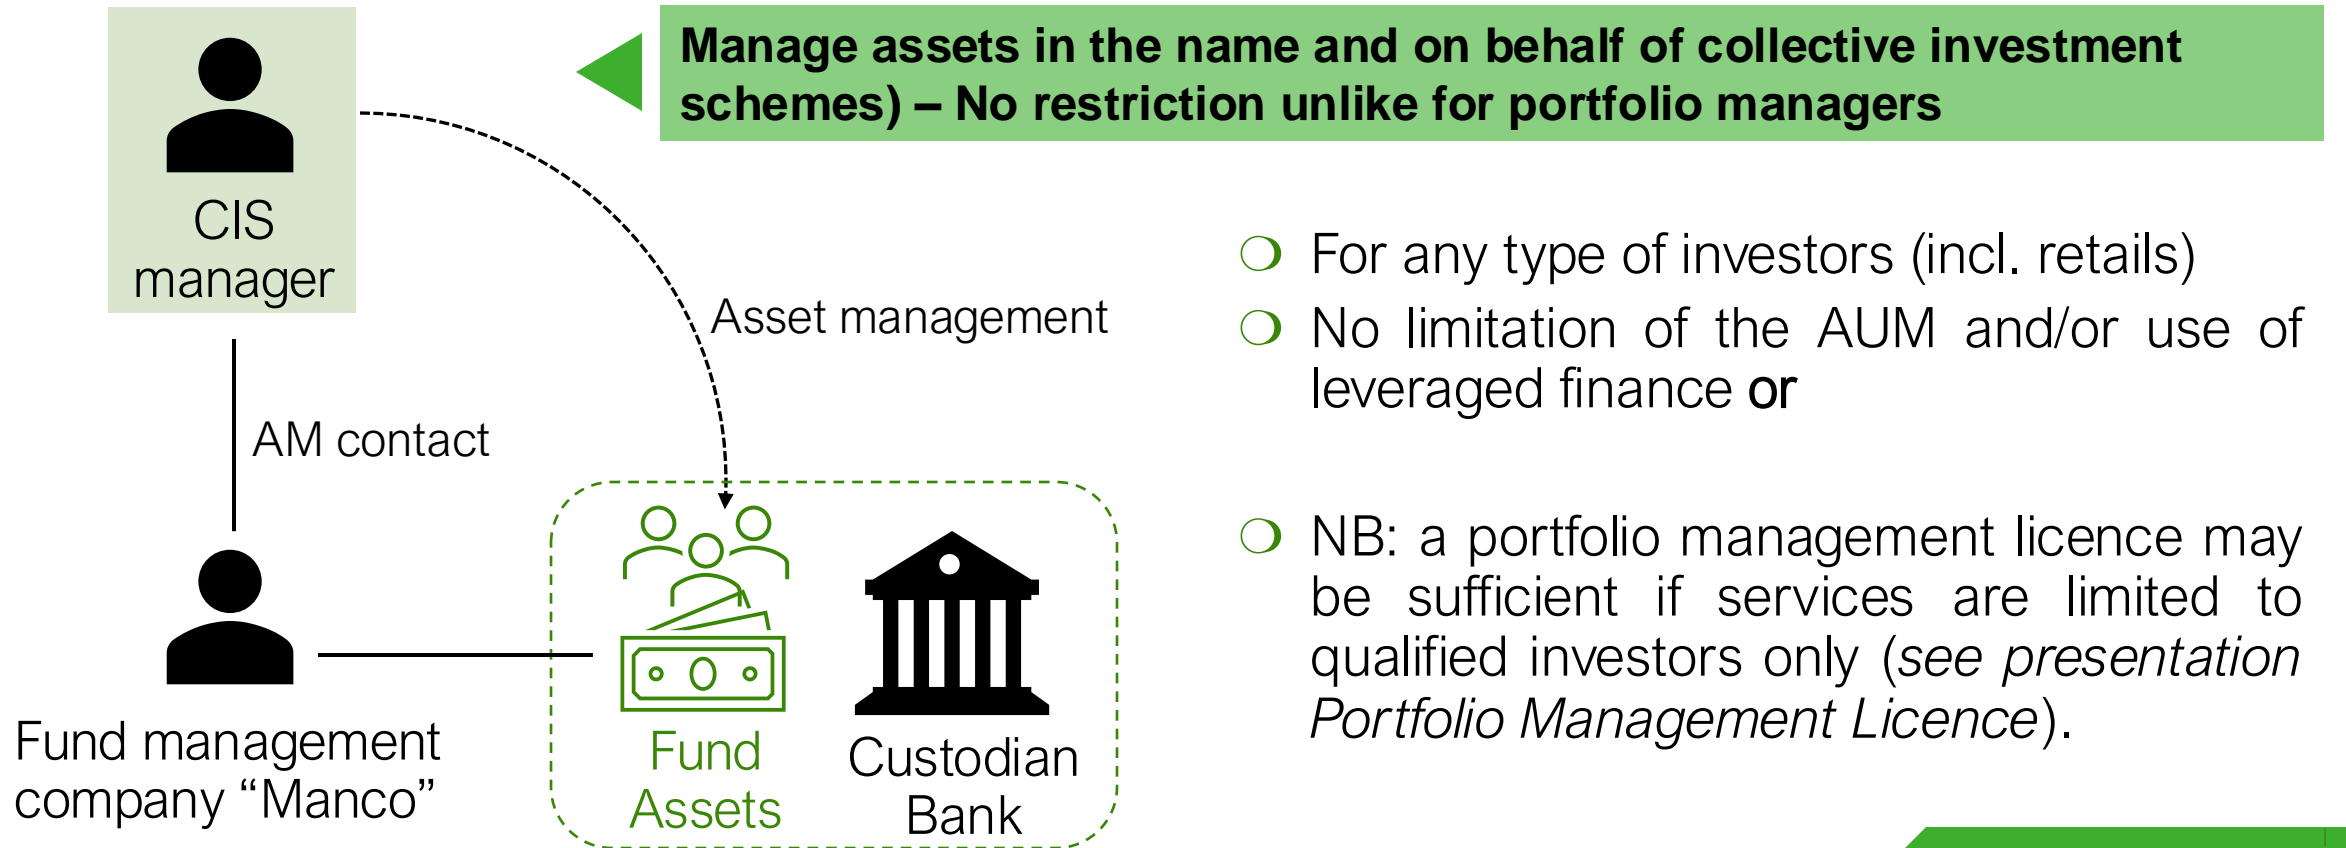 Manage assets in the name and on behalf of collective investment
schemes) – No restriction unlike for portfolio managers
CIS
manager
Asset management
AM contact
Fund management
company “Manco”
Fund
Assets
Custodian
Bank
For any type of investors (incl. retails)
No limitation of the AUM and/or use of
leveraged finance or
NB: a portfolio management licence may
be sufficient if services are limited to
qualified investors only (see presentation
Portfolio Management Licence).